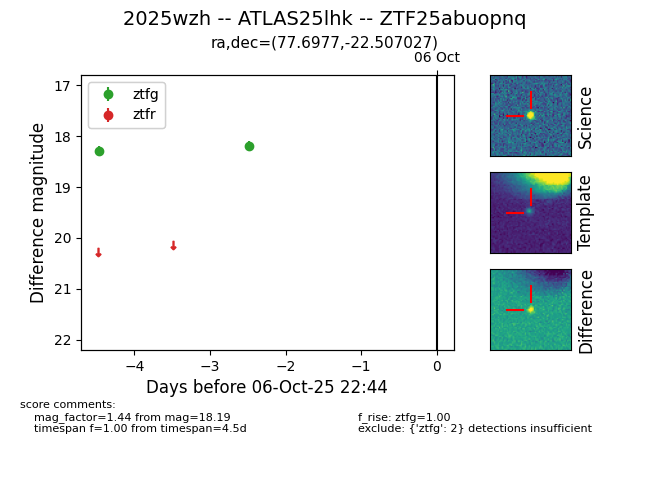 2025wzh -- ATLAS25lhk -- ZTF25abuopnq
ra,dec=(77.6977,-22.507027)
06 Oct
ztfg
ztfr
17
18
19
20
21
22
Difference magnitude
−4
−3
−2
−1
0
Days before 06-Oct-25 22:44
Science
Template
Difference
score comments:
mag_factor=1.44 from mag=18.19
timespan f=1.00 from timespan=4.5d
f_rise: ztfg=1.00
exclude: {'ztfg': 2} detections insufficient